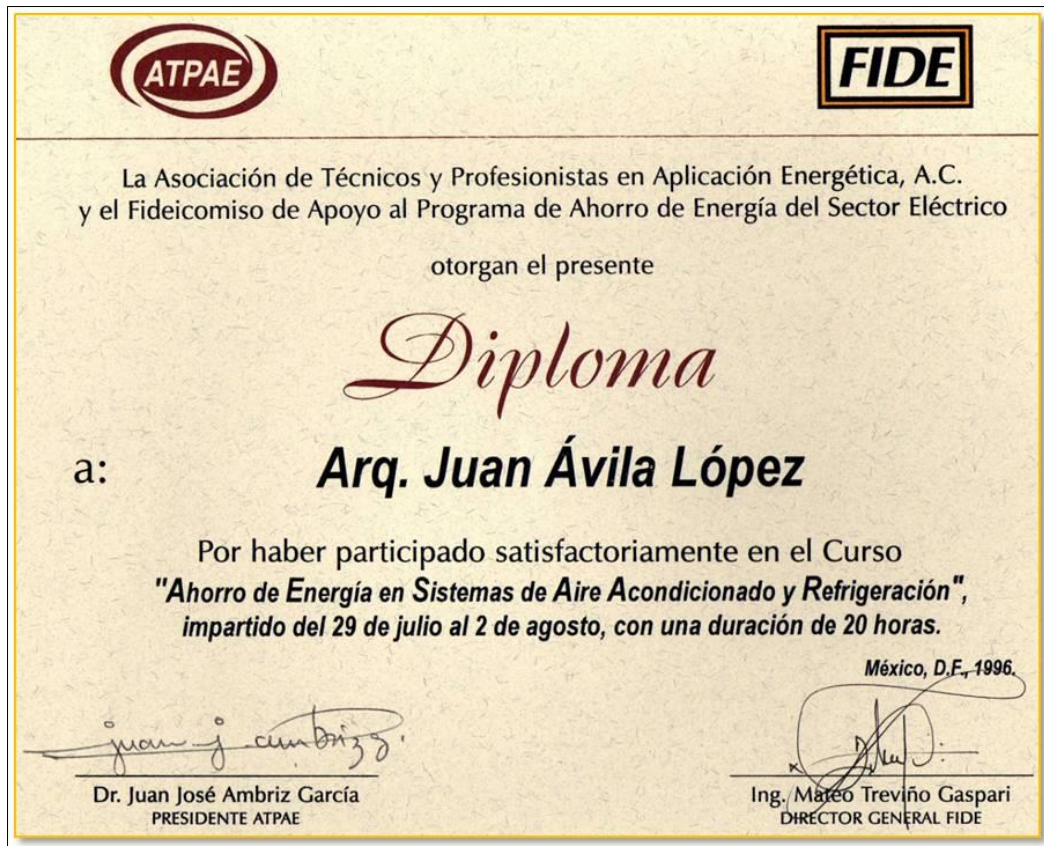 ATPAE
FIDE
La Asociación de Técnicos y Profesionistas en Aplicación Energética, A.C.
y el Fideicomiso de Apoyo al Programa de Ahorro de Energía del Sector Eléctrico
otorgan el presente
Diploma
a: Arq. Juan Ávila López
Por haber participado satisfactoriamente en el Curso
"Ahorro de Energía en Sistemas de Aire Acondicionado y Refrigeración",
impartido del 29 de julio al 2 de agosto, con una duración de 20 horas.
México, D.F., 1996.
juan j. ambriz g.
Dr. Juan José Ambriz García
PRESIDENTE ATPAE
Ing. Mateo Treviño Gaspari
DIRECTOR GENERAL FIDE